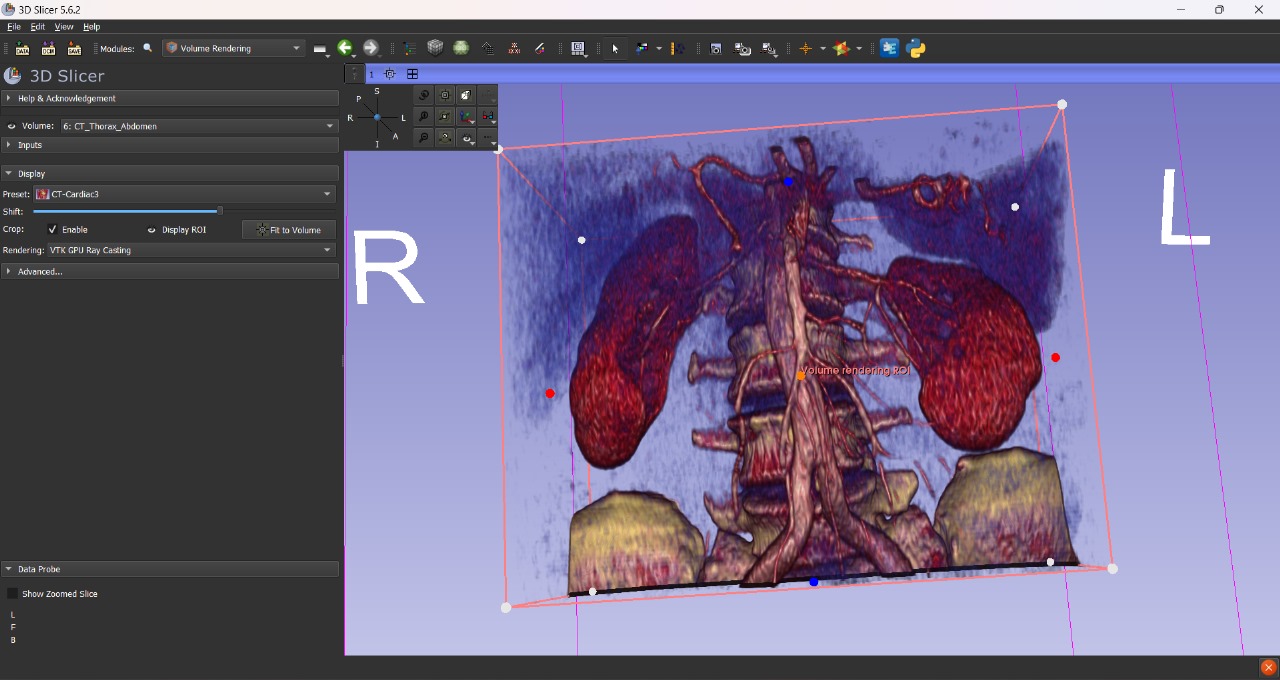 3D Slicer 5.6.2
File Edit View Help
DATA DCM SAVE Modules: Volume Rendering
3D Slicer
1
Help & Acknowledgement
Volume: 6: CT_Thorax_Abdomen
Inputs
Display
Preset: CT-Cardiac3
Shift:
Crop: Enable Display ROI Fit to Volume
Rendering: VTK GPU Ray Casting
Advanced...
S
P
R L
A
I
R
L
Volume rendering ROI
Data Probe
Show Zoomed Slice
L
F
B